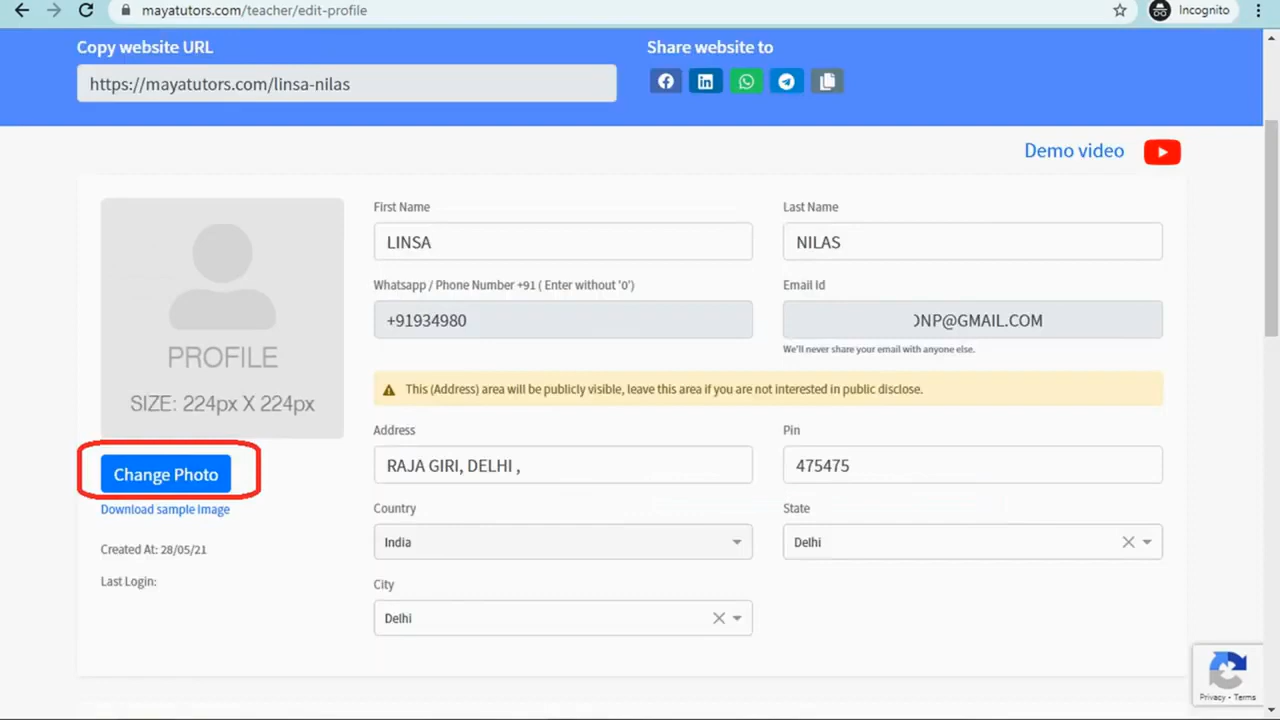 mayatutors.com/teacher/edit-profile
Incognito
Copy website URL
Share website to
https://mayatutors.com/linsa-nilas
Demo video
PROFILE
SIZE: 224px X 224px
Change Photo
Download sample Image
Created At: 28/05/21
Last Login:
First Name
LINSA
Last Name
NILAS
Whatsapp / Phone Number +91 ( Enter without '0')
+91934980
Email Id
NP@GMAIL.COM
We'll never share your email with anyone else.
This (Address) area will be publicly visible, leave this area if you are not interested in public disclose.
Address
RAJA GIRI, DELHI ,
Pin
475475
Country
India
State
Delhi
City
Delhi
Privacy - Terms